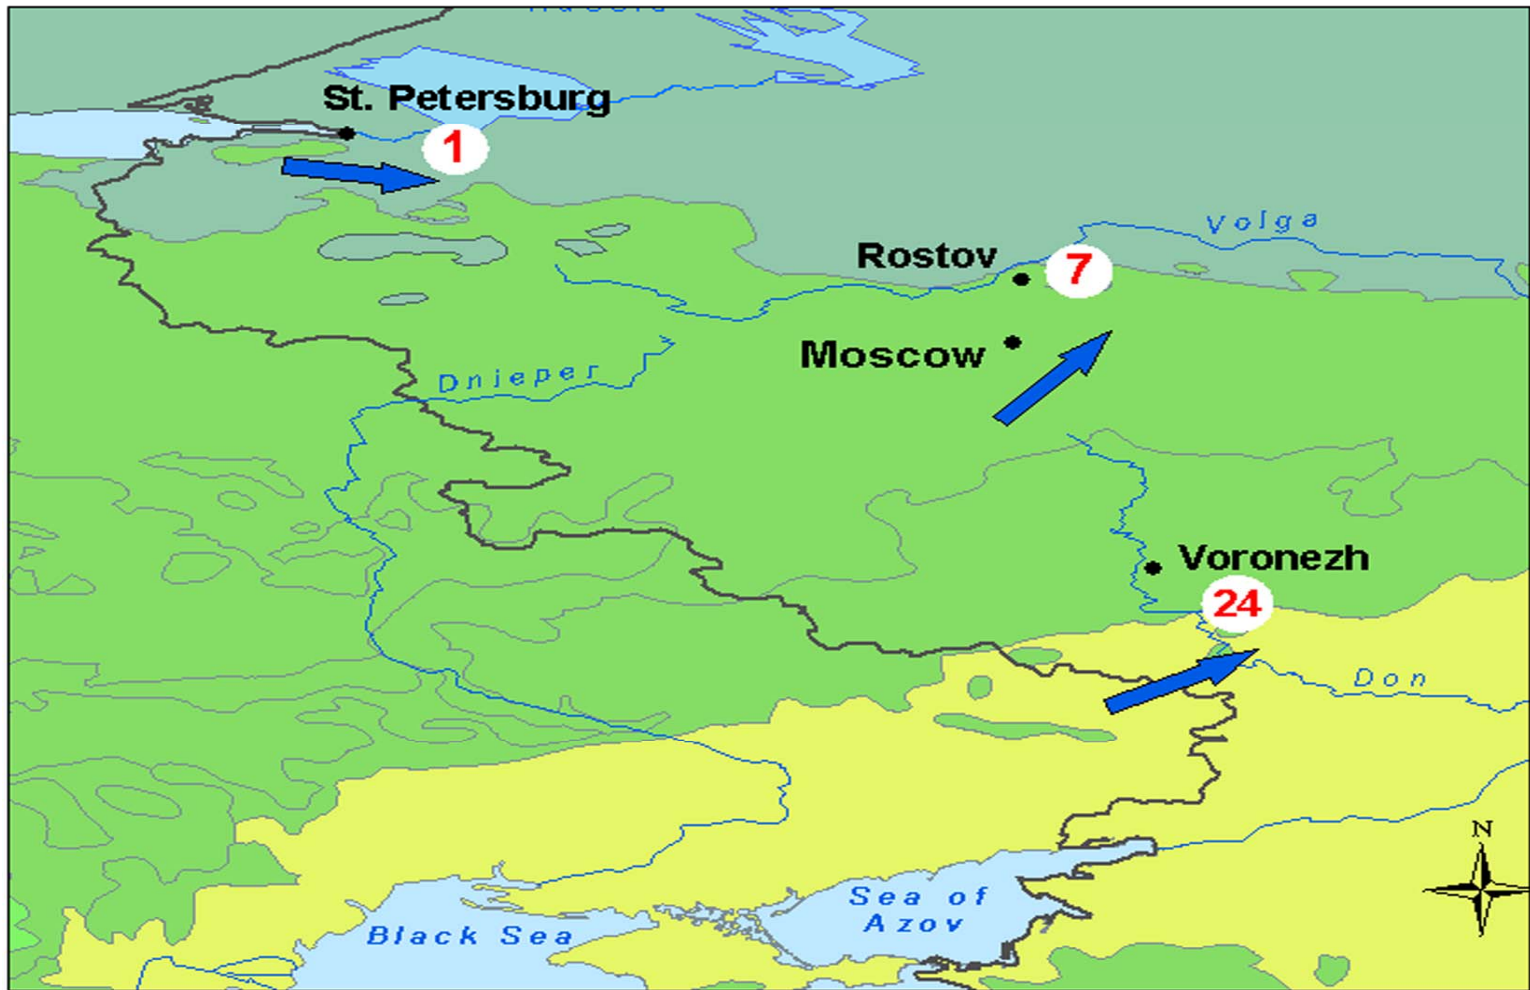 St. Petersburg
1
Volga
Rostov
7
Moscow
Dnieper
Voronezh
24
Don
N
Sea of
Azov
Black Sea